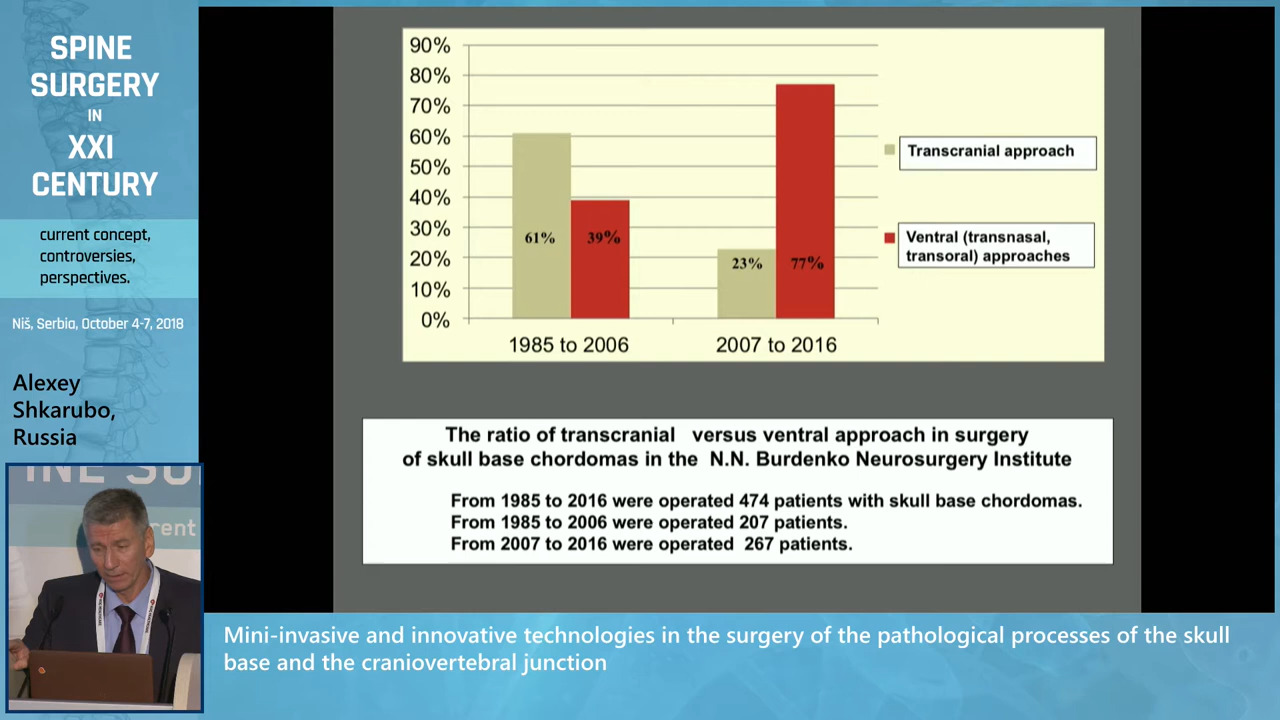 SPINE
SURGERY
IN
XXI
CENTURY
current concept,
controversies,
perspectives.
Niš, Serbia, October 4-7, 2018
Alexey
Shkarubo,
Russia
90%
80%
70%
60%
50%
40%
30%
20%
10%
0%
61%
39%
23%
77%
1985 to 2006
2007 to 2016
Transcranial approach
Ventral (transnasal,
transoral) approaches
The ratio of transcranial versus ventral approach in surgery
of skull base chordomas in the N.N. Burdenko Neurosurgery Institute
From 1985 to 2016 were operated 474 patients with skull base chordomas.
From 1985 to 2006 were operated 207 patients.
From 2007 to 2016 were operated 267 patients.
Mini-invasive and innovative technologies in the surgery of the pathological processes of the skull
base and the craniovertebral junction